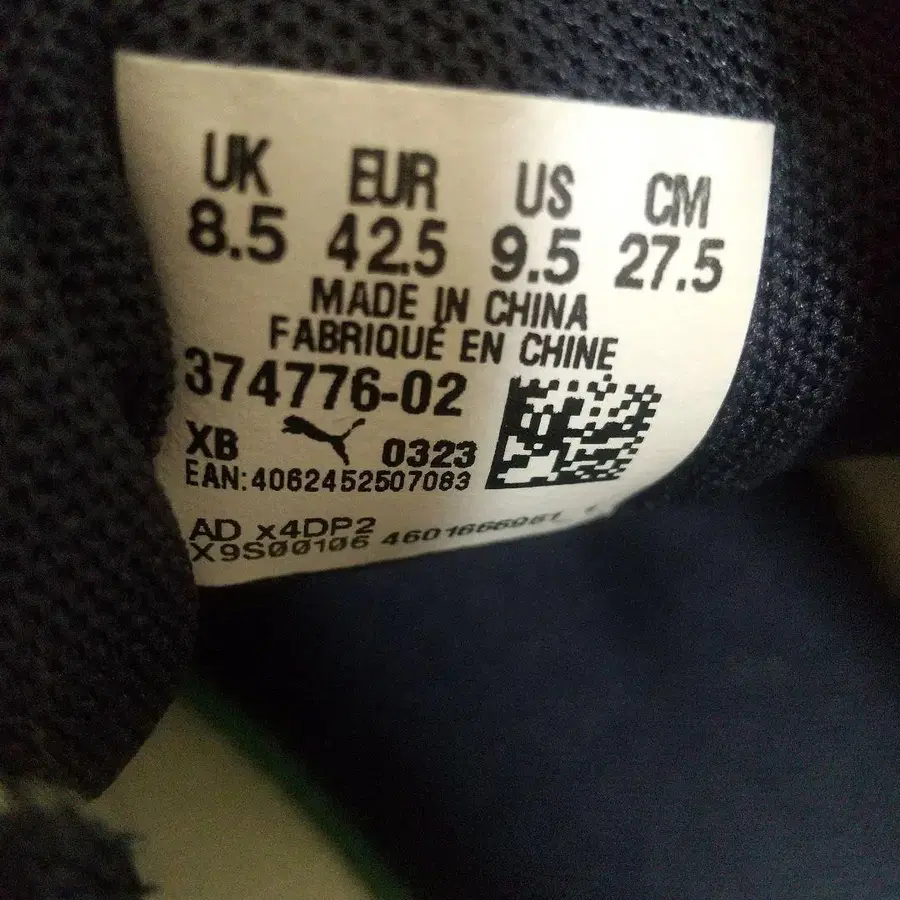 UK EUR US CM
8.5 42.5 9.5 27.5
MADE IN CHINA
FABRIQUÉ EN CHINE
374776-02
XB 0323
EAN:4062452507083
AD x4DP2
X9S00106